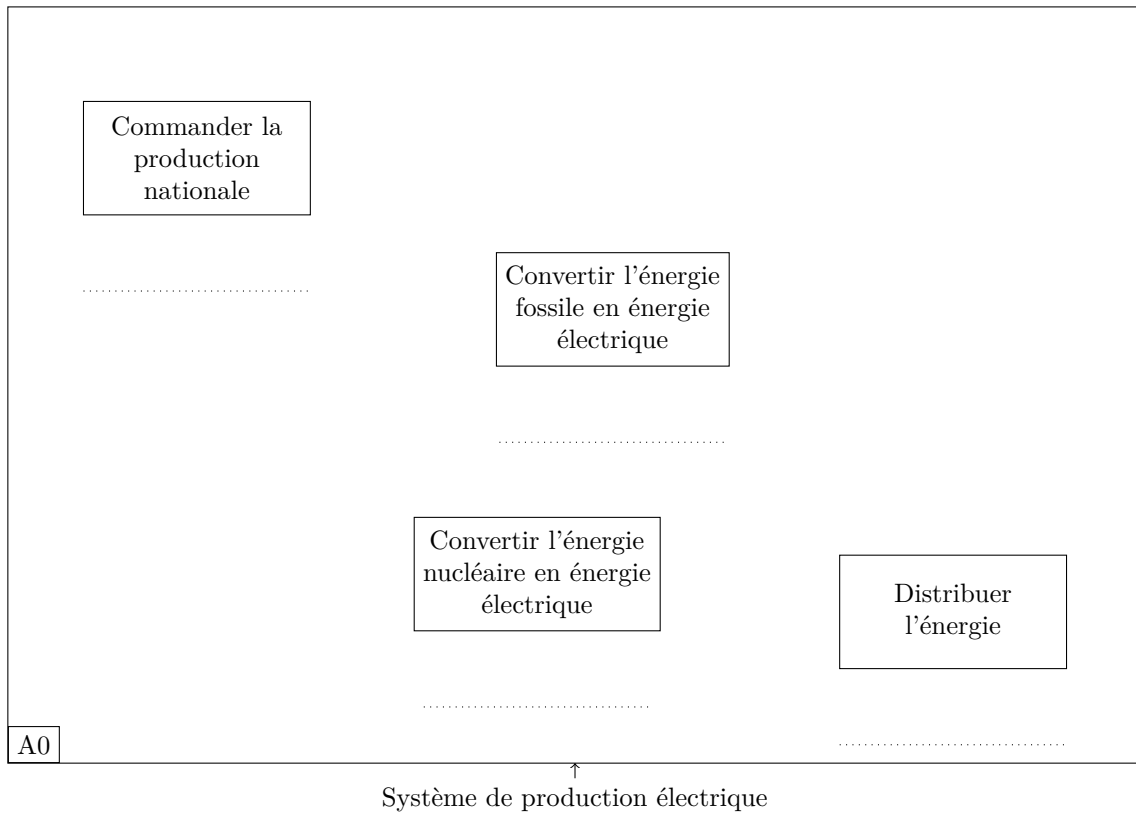 Commander la
production
nationale
Convertir l'énergie
fossile en énergie
électrique
Convertir l'énergie
nucléaire en énergie
électrique
Distribuer
l'énergie
A0
Système de production électrique